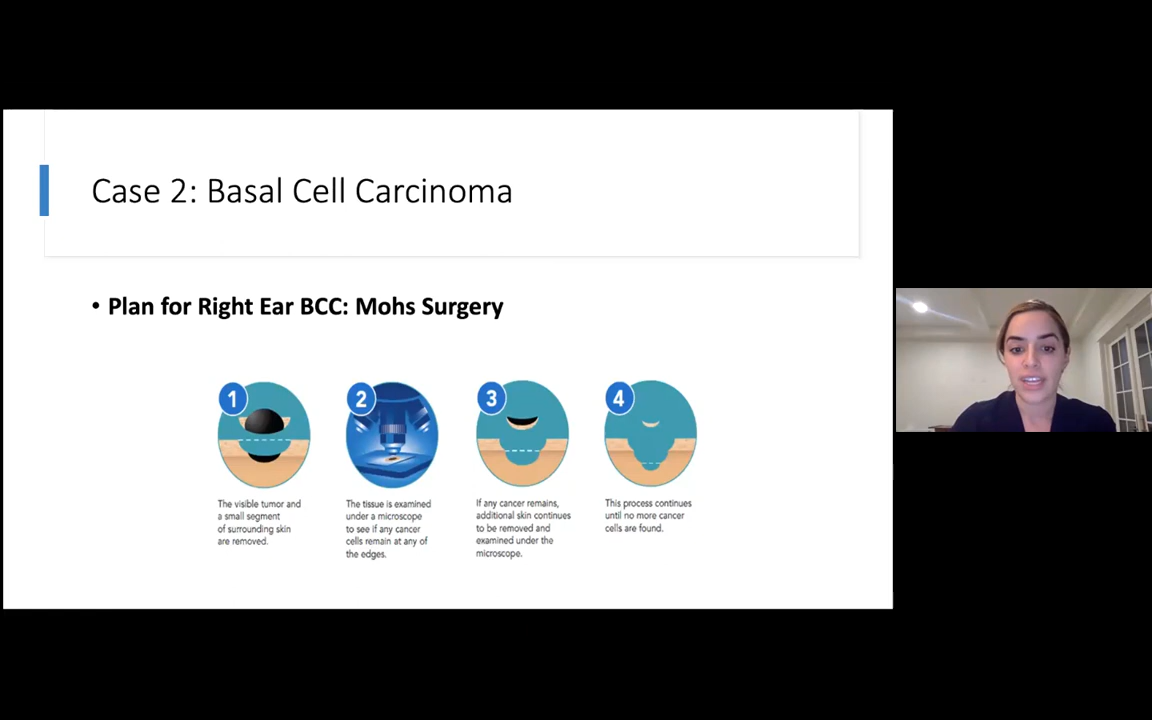 Case 2: Basal Cell Carcinoma
• Plan for Right Ear BCC: Mohs Surgery
1
The visible tumor and
a small segment
of surrounding skin
are removed.
2
The tissue is examined
under a microscope
to see if any cancer
cells remain at any of
the edges.
3
If any cancer remains,
additional skin continues
to be removed and
examined under the
microscope.
4
This process continues
until no more cancer
cells are found.